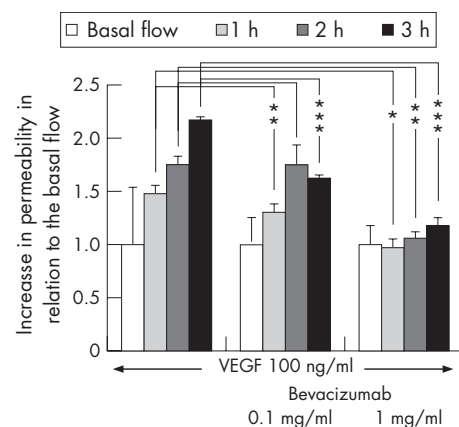 Basal flow 1 h 2 h 3 h
Increasse in permeability in
relation to the basal flow
2.5
2.0
1.5
1.0
0.5
0
** *** * ** ***
VEGF 100 ng/ml
Bevacizumab
0.1 mg/ml 1 mg/ml